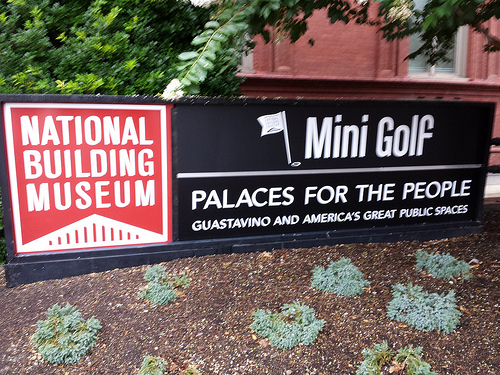 NATIONAL
BUILDING
MUSEUM
Mini Golf
PALACES FOR THE PEOPLE
GUASTAVINO AND AMERICA'S GREAT PUBLIC SPACES